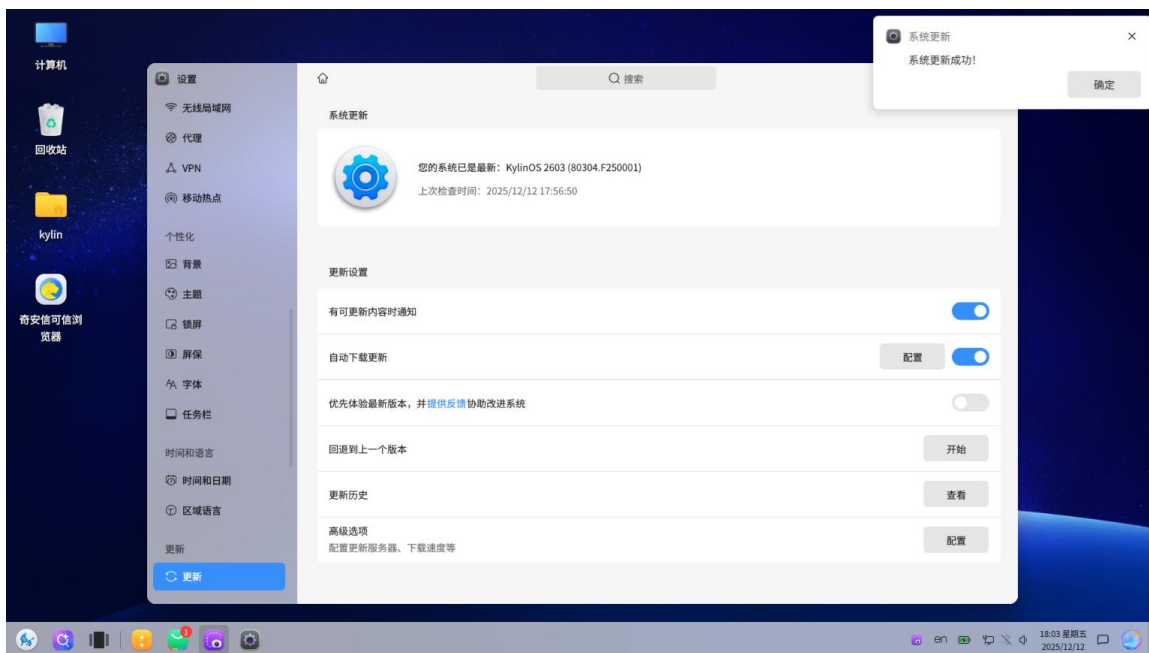 计算机
回收站
kylin
奇安信可信浏
览器
设置
无线局域网
代理
VPN
移动热点
个性化
背景
主题
锁屏
屏保
字体
任务栏
时间和语言
时间和日期
区域语言
更新
更新
搜索
系统更新
您的系统已是最新：KylinOS 2603 (80304.F250001)
上次检查时间：2025/12/12 17:56:50
更新设置
有可更新内容时通知
自动下载更新
配置
优先体验最新版本，并提供反馈协助改进系统
回退到上一个版本
开始
更新历史
查看
高级选项
配置更新服务器、下载速度等
配置
系统更新
系统更新成功!
确定
1
en
18:03 星期五
2025/12/12